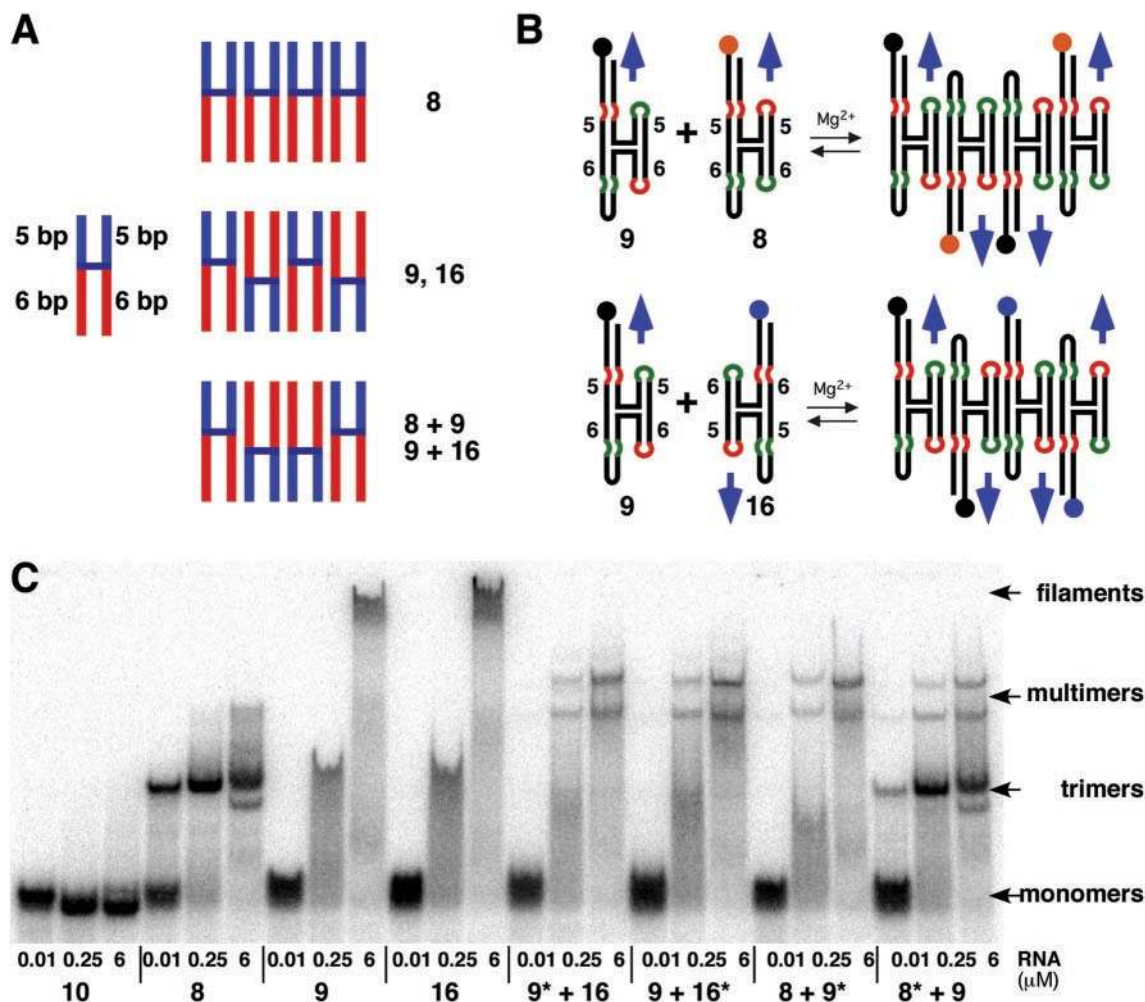 A
8
5 bp 5 bp
9, 16
6 bp 6 bp
8 + 9
9 + 16
B
5 5 + 5 5 Mg2+
6 6 6 6
9 8
5 5 + 6 6 Mg2+
6 6 5 5
9 16
C
filaments
multimers
trimers
monomers
0.01 0.25 6 0.01 0.25 6 0.01 0.25 6 0.01 0.25 6 0.01 0.25 6 0.01 0.25 6 0.01 0.25 6 0.01 0.25 6 RNA
(μM)
10 8 9 16 9* + 16 9 + 16* 8 + 9* 8* + 9